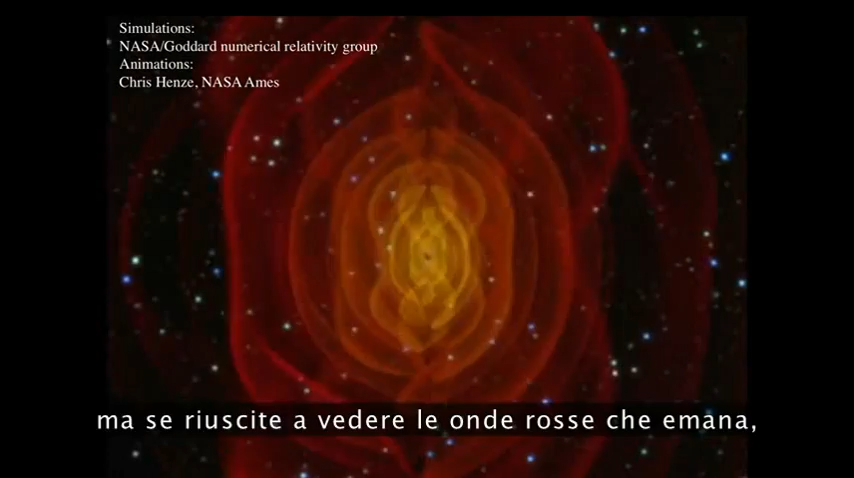 Simulations:
NASA/Goddard numerical relativity group
Animations:
Chris Henze, NASA Ames
ma se riuscite a vedere le onde rosse che emana,